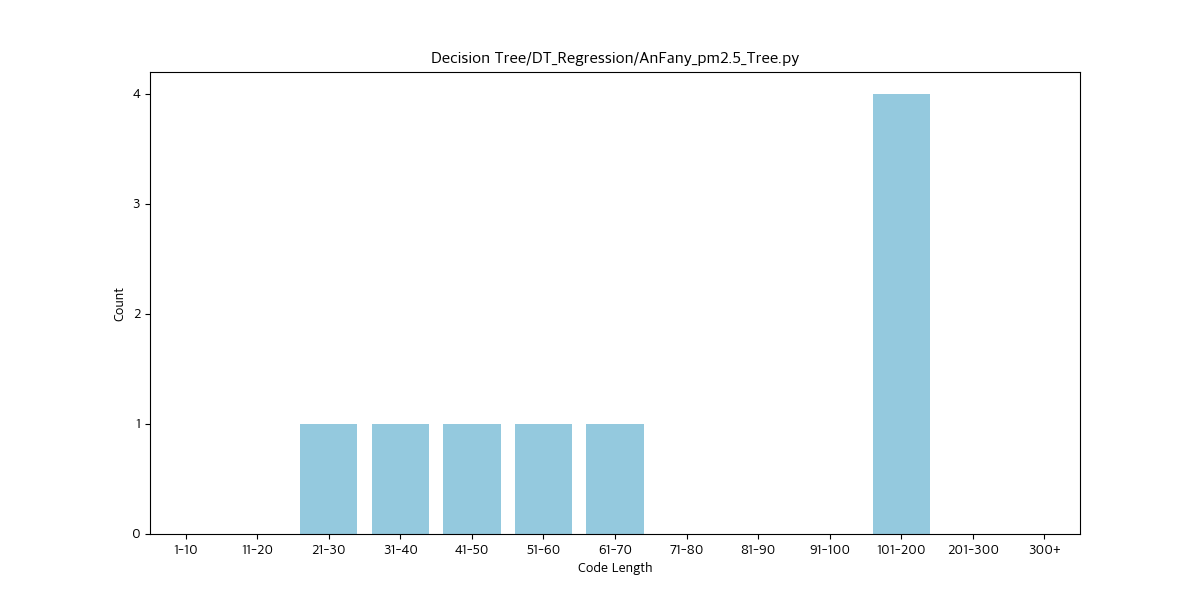 Decision Tree/DT_Regression/AnFany_pm2.5_Tree.py
4
3
2
1
0
Count
1-10 11-20 21-30 31-40 41-50 51-60 61-70 71-80 81-90 91-100 101-200 201-300 300+
Code Length